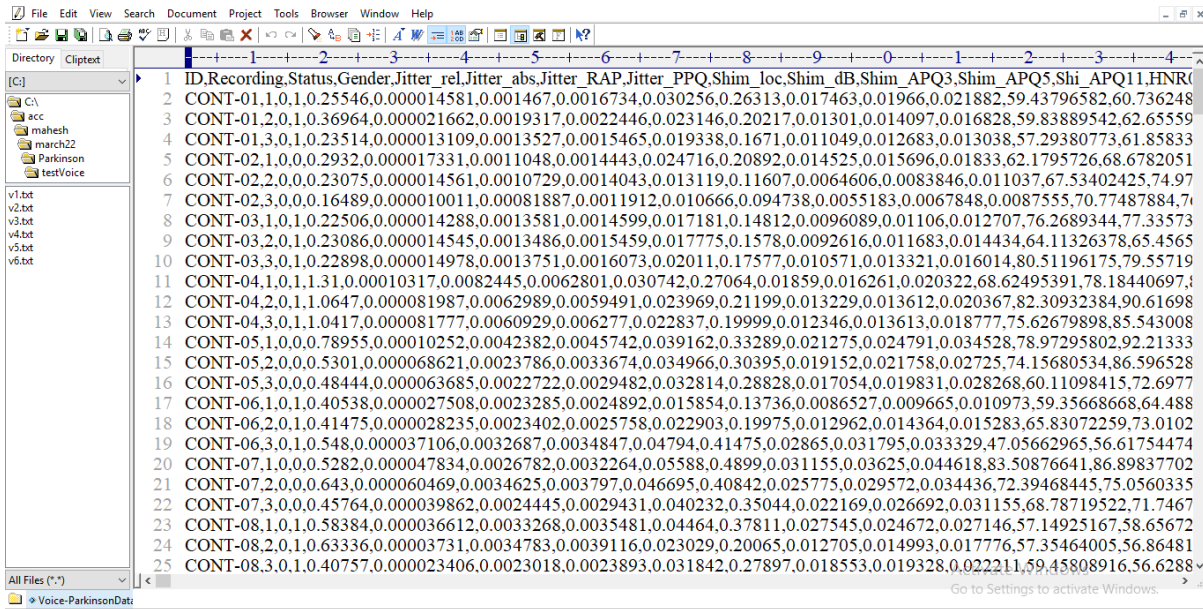 File Edit View Search Document Project Tools Browser Window Help
Directory Cliptext
[C:]
C:\
acc
mahesh
march22
Parkinson
testVoice
v1.txt
v2.txt
v3.txt
v4.txt
v5.txt
v6.txt
All Files (*.*)
Voice-ParkinsonData
----+----1----+----2----+----3----+----4----+----5----+----6----+----7----+----8----+----9----+----0----+----1----+----2----+----3----+----4--
1 ID,Recording,Status,Gender,Jitter_rel,Jitter_abs,Jitter_RAP,Jitter_PPQ,Shim_loc,Shim_dB,Shim_APQ3,Shim_APQ5,Shi_APQ11,HNR0
2 CONT-01,1,0,1,0.25546,0.000014581,0.001467,0.0016734,0.030256,0.26313,0.017463,0.01966,0.021882,59.43796582,60.736248
3 CONT-01,2,0,1,0.36964,0.000021662,0.0019317,0.0022446,0.023146,0.20217,0.01301,0.014097,0.016828,59.83889542,62.65559
4 CONT-01,3,0,1,0.23514,0.000013109,0.0013527,0.0015465,0.019338,0.1671,0.011049,0.012683,0.013038,57.29380773,61.85833
5 CONT-02,1,0,0,0.2932,0.000017331,0.0011048,0.0014443,0.024716,0.20892,0.014525,0.015696,0.01833,62.1795726,68.6782051
6 CONT-02,2,0,0,0.23075,0.000014561,0.0010729,0.0014043,0.013119,0.11607,0.0064606,0.0083846,0.011037,67.53402425,74.97
7 CONT-02,3,0,0,0.16489,0.000010011,0.00081887,0.0011912,0.010666,0.094738,0.0055183,0.0067848,0.0087555,70.77487884,7
8 CONT-03,1,0,1,0.22506,0.000014288,0.0013581,0.0014599,0.017181,0.14812,0.0096089,0.01106,0.012707,76.2689344,77.33573
9 CONT-03,2,0,1,0.23086,0.000014545,0.0013486,0.0015459,0.017775,0.1578,0.0092616,0.011683,0.014434,64.11326378,65.4565
10 CONT-03,3,0,1,0.22898,0.000014978,0.0013751,0.0016073,0.02011,0.17577,0.010571,0.013321,0.016014,80.51196175,79.55719
11 CONT-04,1,0,1,1.31,0.00010317,0.0082445,0.0062801,0.030742,0.27064,0.01859,0.016261,0.020322,68.62495391,78.18440697,
12 CONT-04,2,0,1,1.0647,0.000081987,0.0062989,0.0059491,0.023969,0.21199,0.013229,0.013612,0.020367,82.30932384,90.61698
13 CONT-04,3,0,1,1.0417,0.000081777,0.0060929,0.006277,0.022837,0.19999,0.012346,0.013613,0.018777,75.62679898,85.543008
14 CONT-05,1,0,0,0.78955,0.00010252,0.0042382,0.0045742,0.039162,0.33289,0.021275,0.024791,0.034528,78.97295802,92.21333
15 CONT-05,2,0,0,0.5301,0.000068621,0.0023786,0.0033674,0.034966,0.30395,0.019152,0.021758,0.02725,74.15680534,86.596528
16 CONT-05,3,0,0,0.48444,0.000063685,0.0022722,0.0029482,0.032814,0.28828,0.017054,0.019831,0.028268,60.11098415,72.6977
17 CONT-06,1,0,1,0.40538,0.000027508,0.0023285,0.0024892,0.015854,0.13736,0.0086527,0.009665,0.010973,59.35668668,64.488
18 CONT-06,2,0,1,0.41475,0.000028235,0.0023402,0.0025758,0.022903,0.19975,0.012962,0.014364,0.015283,65.83072259,73.0102
19 CONT-06,3,0,1,0.548,0.000037106,0.0032687,0.0034847,0.04794,0.41475,0.02865,0.031795,0.033329,47.05662965,56.61754474
20 CONT-07,1,0,0,0.5282,0.000047834,0.0026782,0.0032264,0.05588,0.4899,0.031155,0.03625,0.044618,83.50876641,86.89837702
21 CONT-07,2,0,0,0.643,0.000060469,0.0034625,0.003797,0.046695,0.40842,0.025775,0.029572,0.034436,72.39468445,75.0560335
22 CONT-07,3,0,0,0.45764,0.000039862,0.0024445,0.0029431,0.040232,0.35044,0.022169,0.026692,0.031155,68.78719522,71.7467
23 CONT-08,1,0,1,0.58384,0.000036612,0.0033268,0.0035481,0.04464,0.37811,0.027545,0.024672,0.027146,57.14925167,58.65672
24 CONT-08,2,0,1,0.63336,0.00003731,0.0034783,0.0039116,0.023029,0.20065,0.012705,0.014993,0.017776,57.35464005,56.86481
25 CONT-08,3,0,1,0.40757,0.000023406,0.0023018,0.0023893,0.031842,0.27897,0.018553,0.019328,0.022211,59.45808916,56.6288
Activate Windows
Go to Settings to activate Windows.